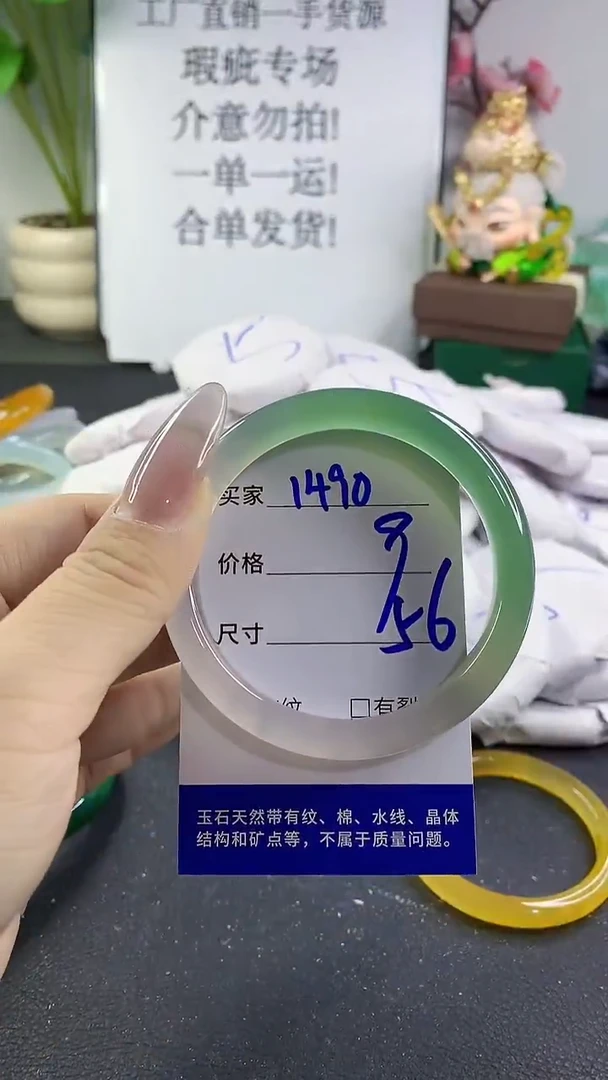 工厂直销一手货源
瑕疵专场
介意勿拍!
一单一运!
合单发货!
买家 1490
价格
尺寸 56
纹 □有裂
玉石天然带有纹、棉、水线、晶体
结构和矿点等，不属于质量问题。